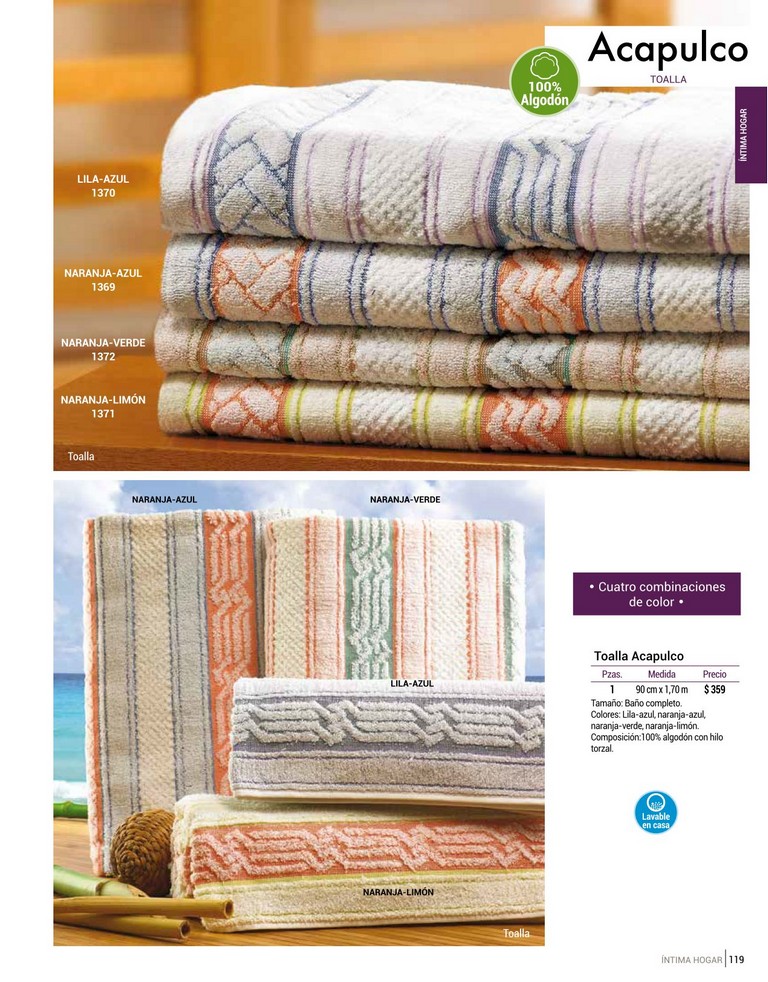 Acapulco
TOALLA
100%
Algodón
ÍNTIMA HOGAR
LILA-AZUL
1370
NARANJA-AZUL
1369
NARANJA-VERDE
1372
NARANJA-LIMÓN
1371
Toalla
NARANJA-AZUL
NARANJA-VERDE
LILA-AZUL
NARANJA-LIMÓN
Toalla
• Cuatro combinaciones
de color •
Toalla Acapulco
Pzas. Medida Precio
1 90 cm x 1,70 m $ 359
Tamaño: Baño completo.
Colores: Lila-azul, naranja-azul,
naranja-verde, naranja-limón.
Composición:100% algodón con hilo
torzal.
Lavable
en casa
ÍNTIMA HOGAR 119